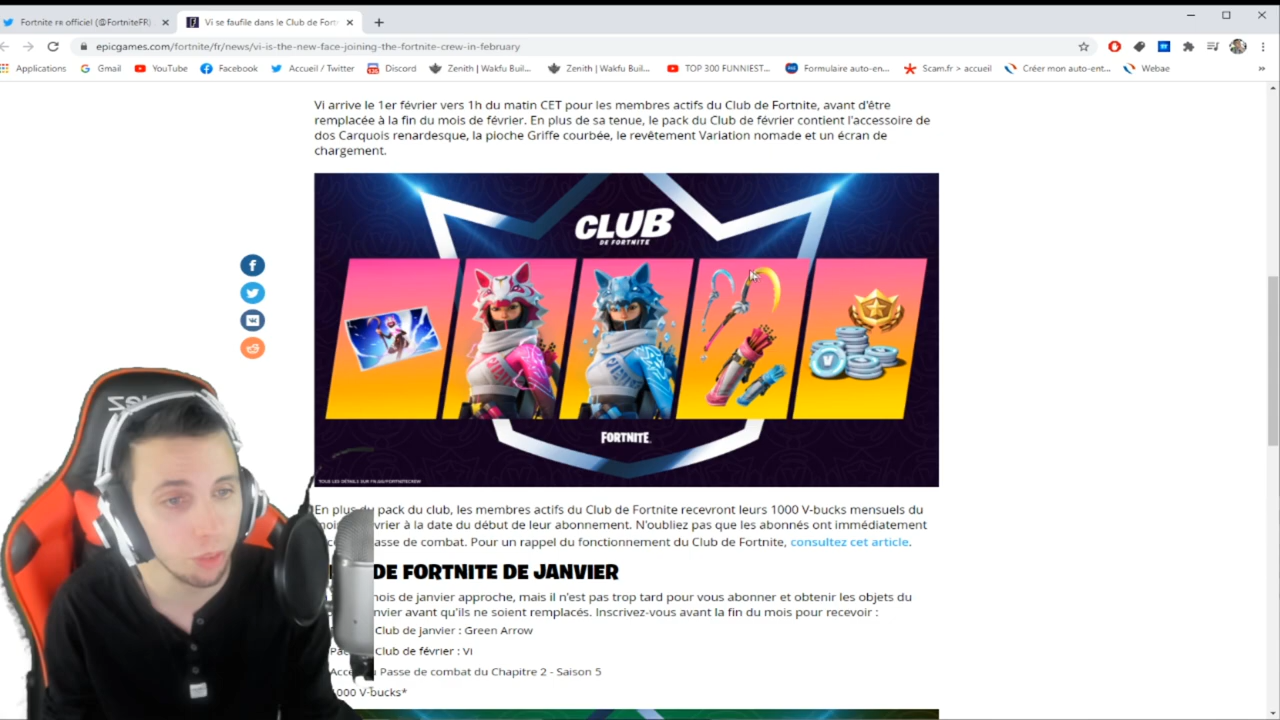 Fortnite FR officiel (@FortniteFR)
Vi se faufile dans le Club de Fort
epicgames.com/fortnite/fr/news/vi-is-the-new-face-joining-the-fortnite-crew-in-february
Applications
Gmail
YouTube
Facebook
Accueil / Twitter
Discord
Zenith | Wakfu Buil...
Zenith | Wakfu Buil...
TOP 300 FUNNIEST...
Formulaire auto-en...
Scam.fr > accueil
Créer mon auto-ent...
Webae
»
Vi arrive le 1er février vers 1h du matin CET pour les membres actifs du Club de Fortnite, avant d'être
remplacée à la fin du mois de février. En plus de sa tenue, le pack du Club de février contient l'accessoire de
dos Carquois renardesque, la pioche Griffe courbée, le revêtement Variation nomade et un écran de
chargement.
CLUB
DE FORTNITE
FORTNITE
TOUS LES DÉTAILS SUR FN.GG/FORTNITECREW
En plus du pack du club, les membres actifs du Club de Fortnite recevront leurs 1000 V-bucks mensuels du
vrier à la date du début de leur abonnement. N'oubliez pas que les abonnés ont immédiatement
asse de combat. Pour un rappel du fonctionnement du Club de Fortnite, consultez cet article.
DE FORTNITE DE JANVIER
nois de janvier approche, mais il n'est pas trop tard pour vous abonner et obtenir les objets du
nvier avant qu'ils ne soient remplacés. Inscrivez-vous avant la fin du mois pour recevoir :
Club de janvier : Green Arrow
Club de février : Vi
Passe de combat du Chapitre 2 - Saison 5
000 V-bucks*